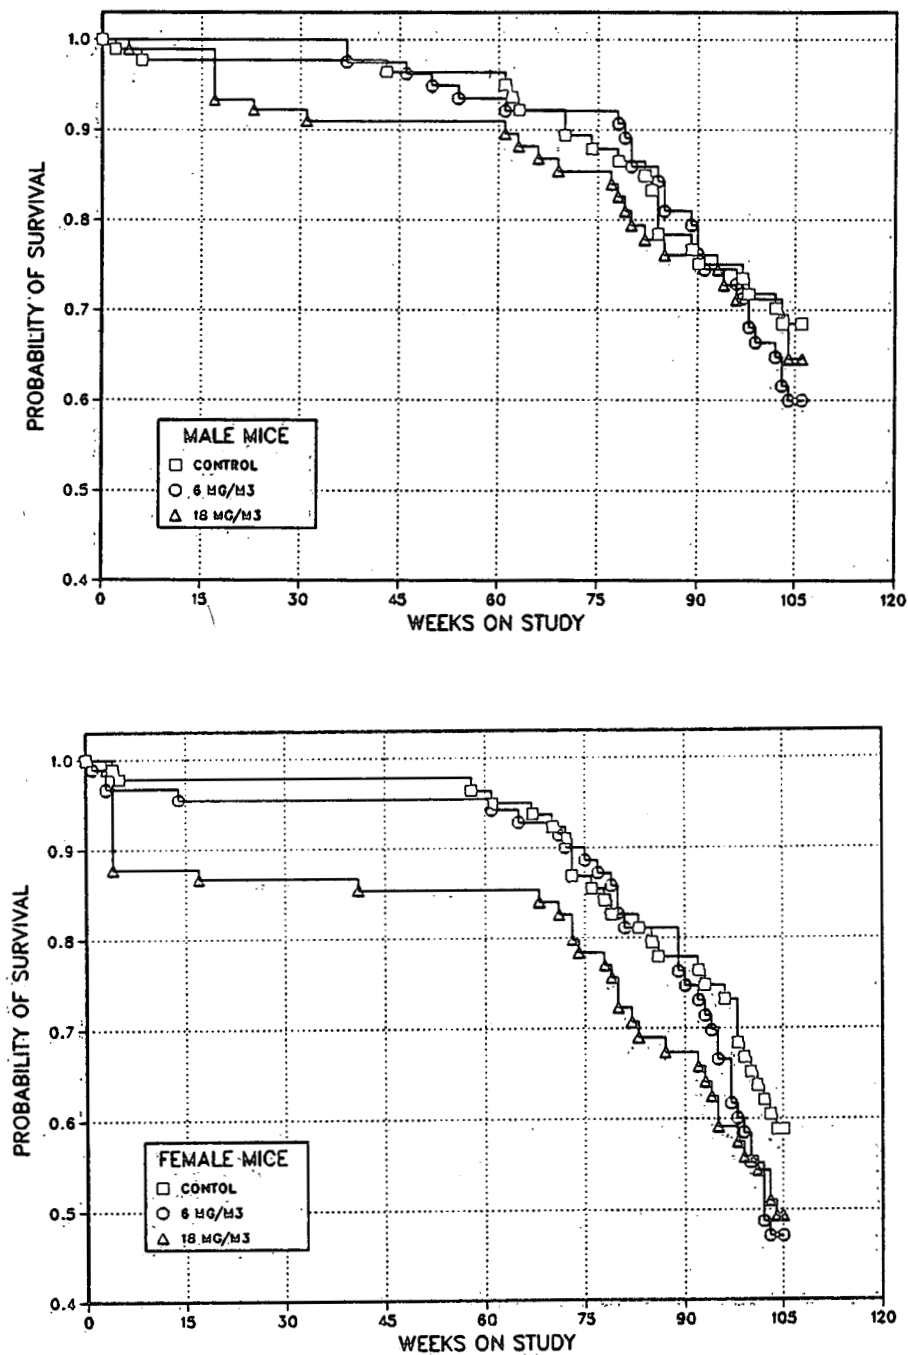 1.0
0.9
0.8
0.7
0.6
0.5
0.4
PROBABILITY OF SURVIVAL
MALE MICE
CONTROL
6 MG/M3
18 MG/M3
0 15 30 45 60 75 90 105 120
WEEKS ON STUDY
1.0
0.9
0.8
0.7
0.6
0.5
0.4
PROBABILITY OF SURVIVAL
FEMALE MICE
CONTOL
6 MG/M3
18 MG/M3
0 15 30 45 60 75 90 105 120
WEEKS ON STUDY